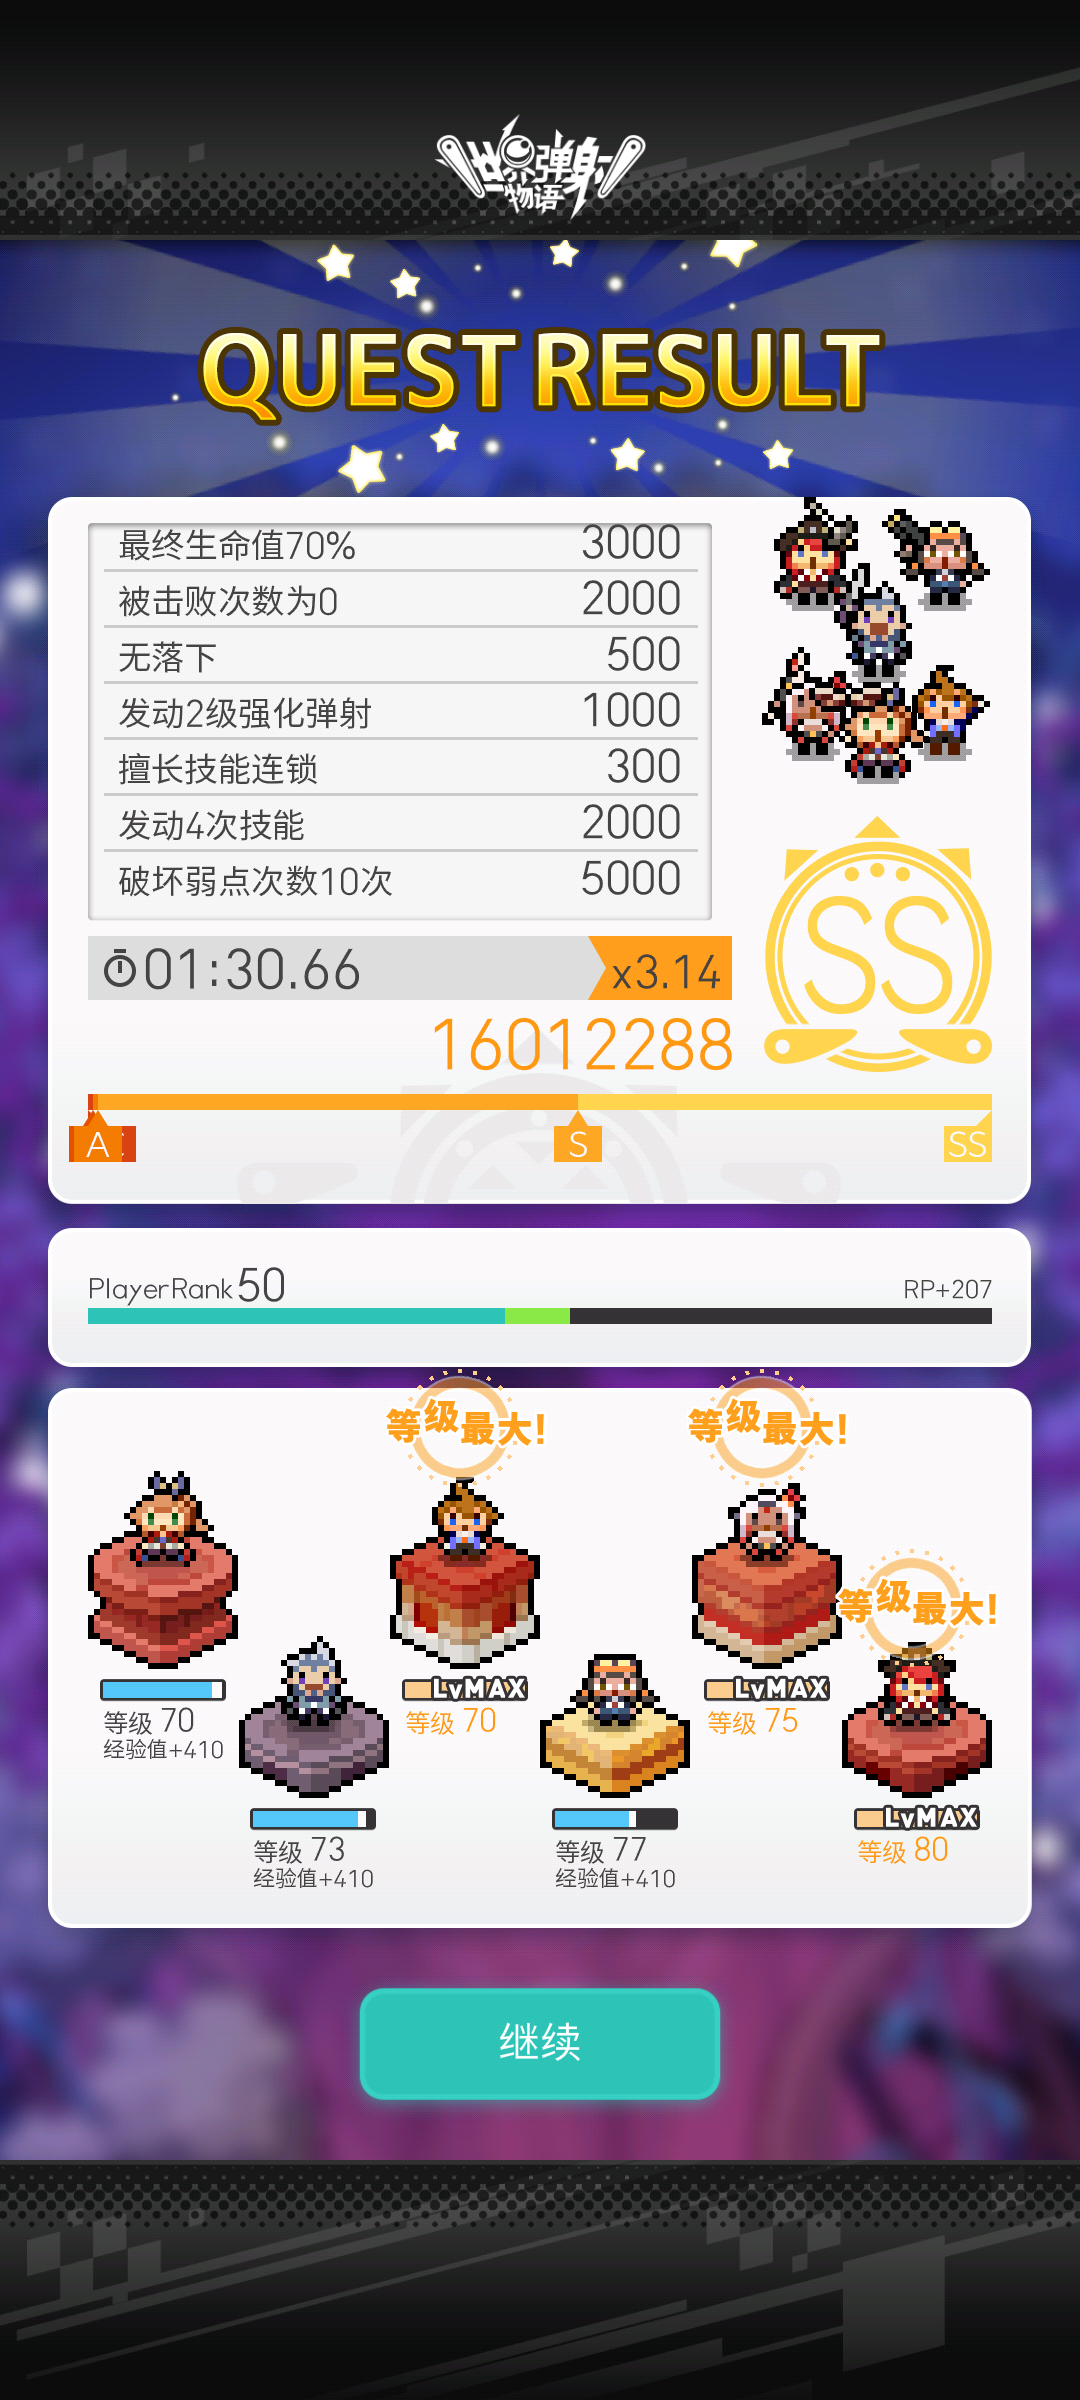 世界弹射
物语
QUEST RESULT
最终生命值70% 3000
被击败次数为0 2000
无落下 500
发动2级强化弹射 1000
擅长技能连锁 300
发动4次技能 2000
破坏弱点次数10次 5000
SS
01:30.66 x3.14
16012288
A S SS
PlayerRank 50 RP+207
等级最大! 等级最大!
等级最大!
LvMAX LvMAX
等级 70 等级 70 等级 75
经验值+410
LvMAX
等级 73 等级 77 等级 80
经验值+410 经验值+410
继续